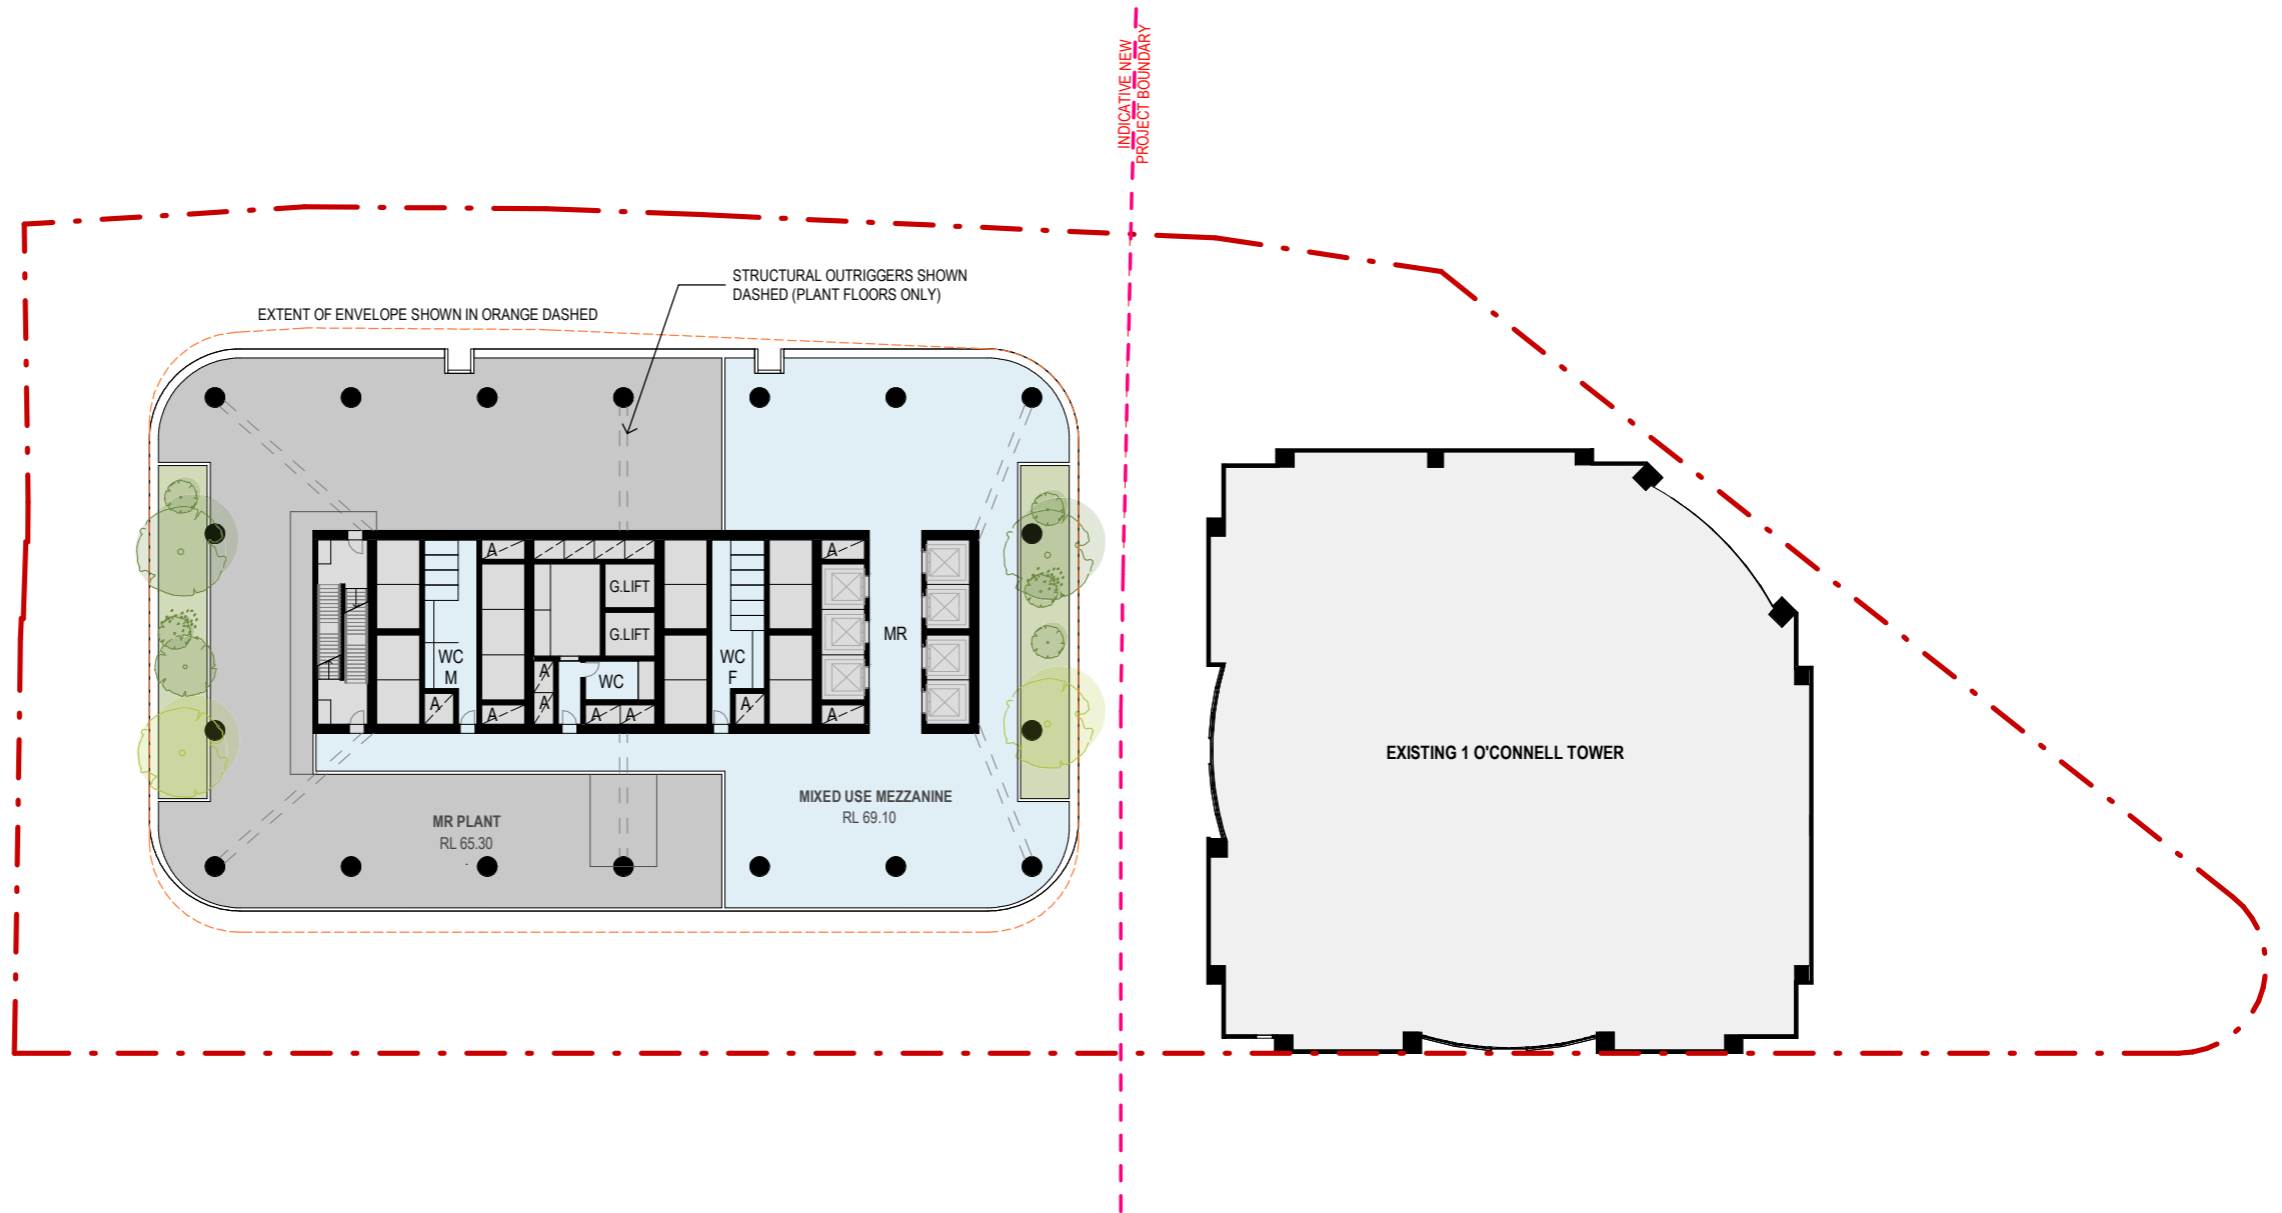 INDICATIVE NEW
PROJECT BOUNDARY
STRUCTURAL OUTRIGGERS SHOWN
DASHED (PLANT FLOORS ONLY)
EXTENT OF ENVELOPE SHOWN IN ORANGE DASHED
A
A
G.LIFT
G.LIFT
MR
WC
M
WC
F
A
WC
A
A
A
A
A
A
A
A
MIXED USE MEZZANINE
RL 69.10
MR PLANT
RL 65.30
-
EXISTING 1 O'CONNELL TOWER